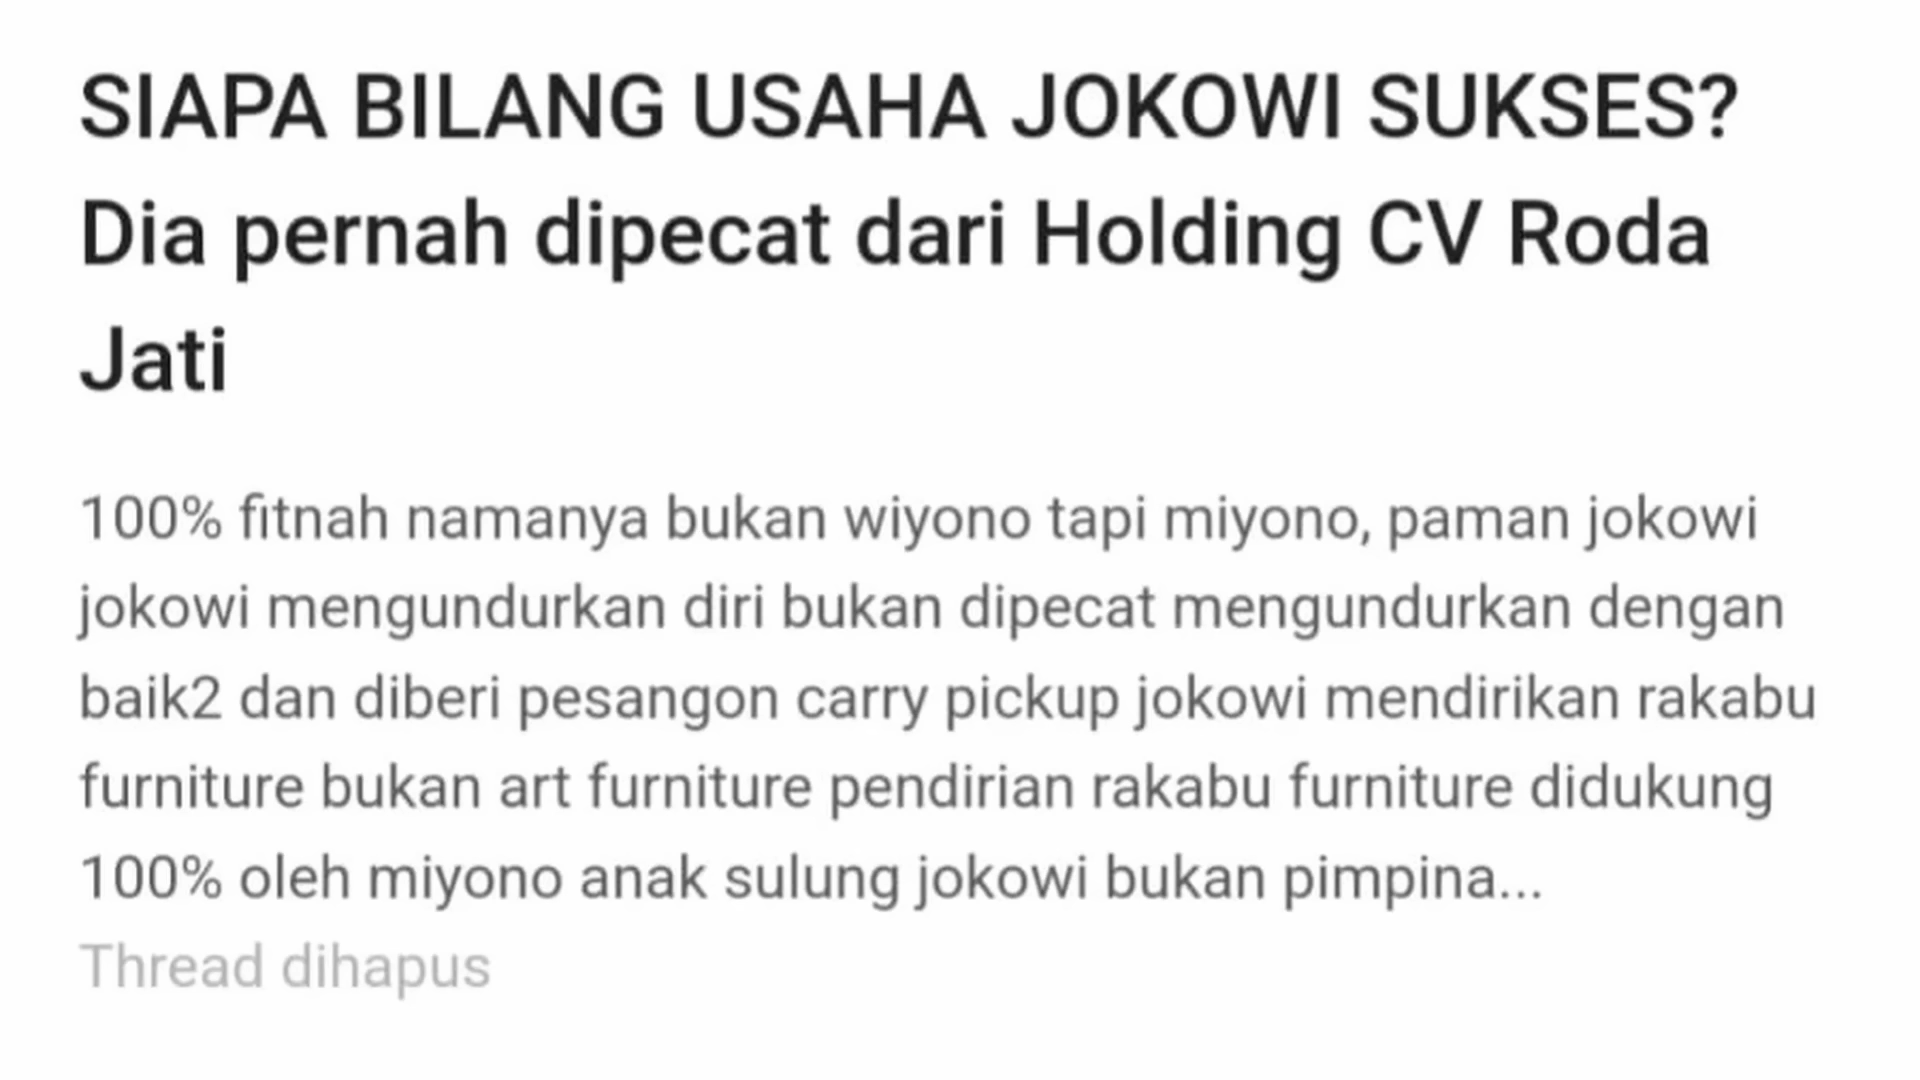 SIAPA BILANG USAHA JOKOWI SUKSES?
Dia pernah dipecat dari Holding CV Roda
Jati
100% fitnah namanya bukan wiyono tapi miyono, paman jokowi
jokowi mengundurkan diri bukan dipecat mengundurkan dengan
baik2 dan diberi pesangon carry pickup jokowi mendirikan rakabu
furniture bukan art furniture pendirian rakabu furniture didukung
100% oleh miyono anak sulung jokowi bukan pimpina...
Thread dihapus